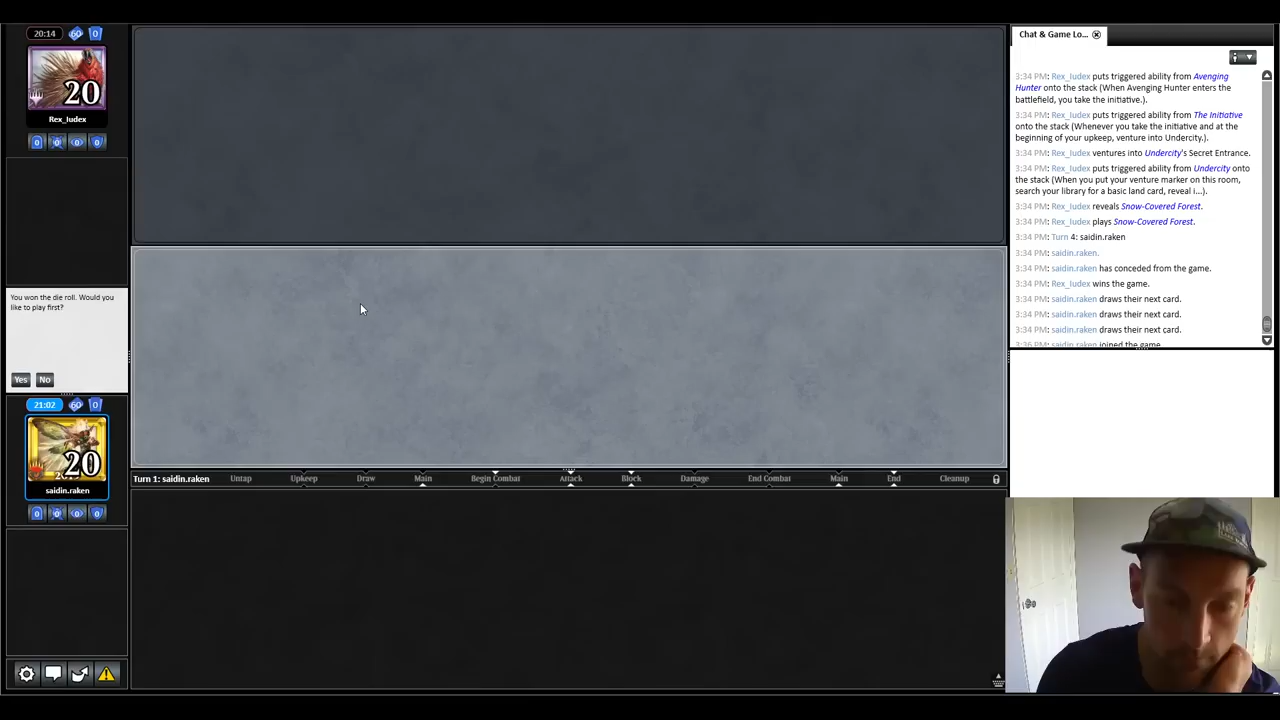 20:14
60
0
20
Rex_Iudex
0
0
0
0
You won the die roll. Would you
like to play first?
Yes
No
21:02
60
0
20
saidin.raken
0
0
0
0
Turn 1: saidin.raken
Untap
Upkeep
Draw
Main
Begin Combat
Attack
Block
Damage
End Combat
Main
End
Cleanup
Chat & Game Lo...
3:34 PM: Rex_Iudex puts triggered ability from Avenging
Hunter onto the stack (When Avenging Hunter enters the
battlefield, you take the initiative.).
3:34 PM: Rex_Iudex puts triggered ability from The Initiative
onto the stack (Whenever you take the initiative and at the
beginning of your upkeep, venture into Undercity.).
3:34 PM: Rex_Iudex ventures into Undercity's Secret Entrance.
3:34 PM: Rex_Iudex puts triggered ability from Undercity onto
the stack (When you put your venture marker on this room,
search your library for a basic land card, reveal i...).
3:34 PM: Rex_Iudex reveals Snow-Covered Forest.
3:34 PM: Rex_Iudex plays Snow-Covered Forest.
3:34 PM: Turn 4: saidin.raken
3:34 PM: saidin.raken.
3:34 PM: saidin.raken has conceded from the game.
3:34 PM: Rex_Iudex wins the game.
3:34 PM: saidin.raken draws their next card.
3:34 PM: saidin.raken draws their next card.
3:34 PM: saidin.raken draws their next card.
3:36 PM: saidin.raken joined the game.